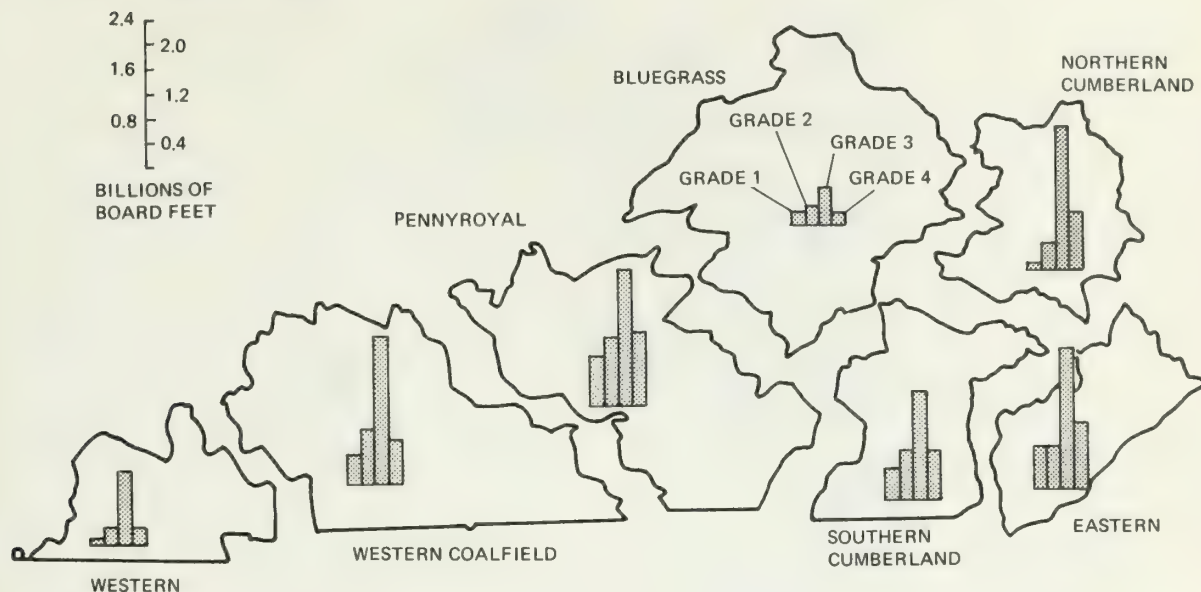 2.4
2.0
1.6
1.2
0.8
0.4
BILLIONS OF
BOARD FEET
BLUEGRASS
NORTHERN
CUMBERLAND
GRADE 2
GRADE 3
GRADE 1
GRADE 4
PENNYROYAL
WESTERN
WESTERN COALFIELD
SOUTHERN
CUMBERLAND
EASTERN